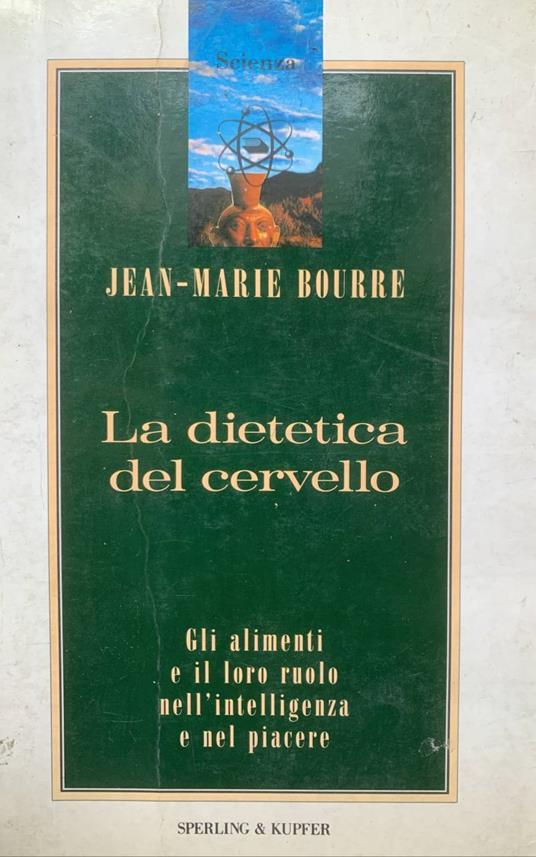 Scienza
JEAN-MARIE BOURRE
La dietetica
del cervello
Gli alimenti
e il loro ruolo
nell'intelligenza
e nel piacere
SPERLING & KUPFER